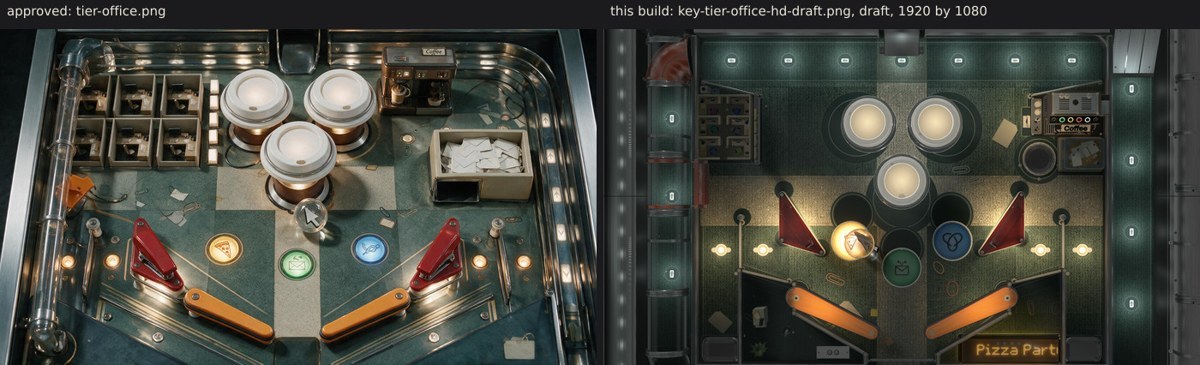 approved: tier-office.png
this build: key-tier-office-hd-draft.png, draft, 1920 by 1080
Coffee
Coffee
Pizza Part